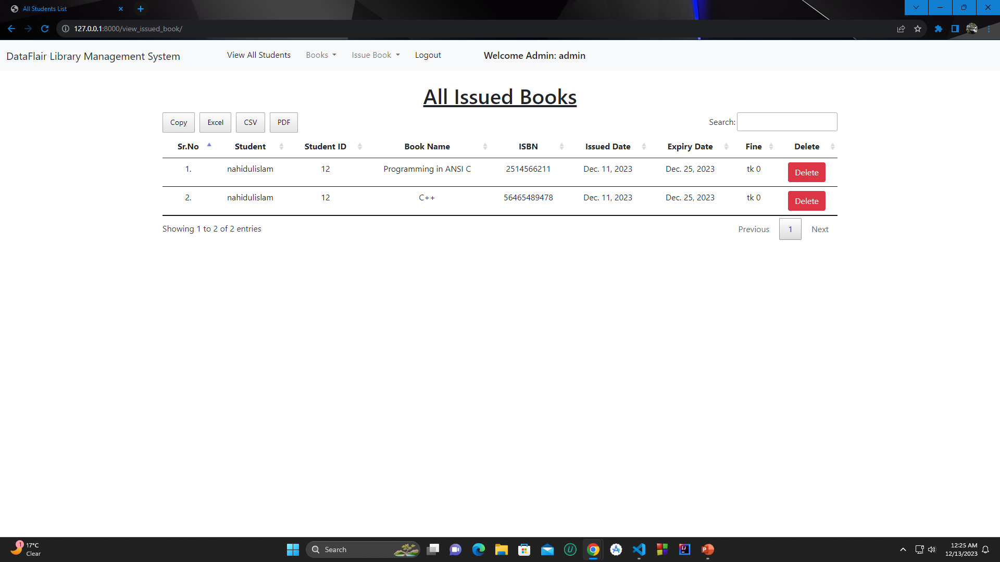 All Students List
127.0.0.1:8000/view_issued_book/
DataFlair Library Management System View All Students Books Issue Book Logout Welcome Admin: admin
All Issued Books
Copy Excel CSV PDF Search:
Sr.No Student Student ID Book Name ISBN Issued Date Expiry Date Fine Delete
1. nahidulislam 12 Programming in ANSI C 2514566211 Dec. 11, 2023 Dec. 25, 2023 tk 0 Delete
2. nahidulislam 12 C++ 56465489478 Dec. 11, 2023 Dec. 25, 2023 tk 0 Delete
Showing 1 to 2 of 2 entries Previous 1 Next
1 17°C Search 12:25 AM
Clear 12/13/2023